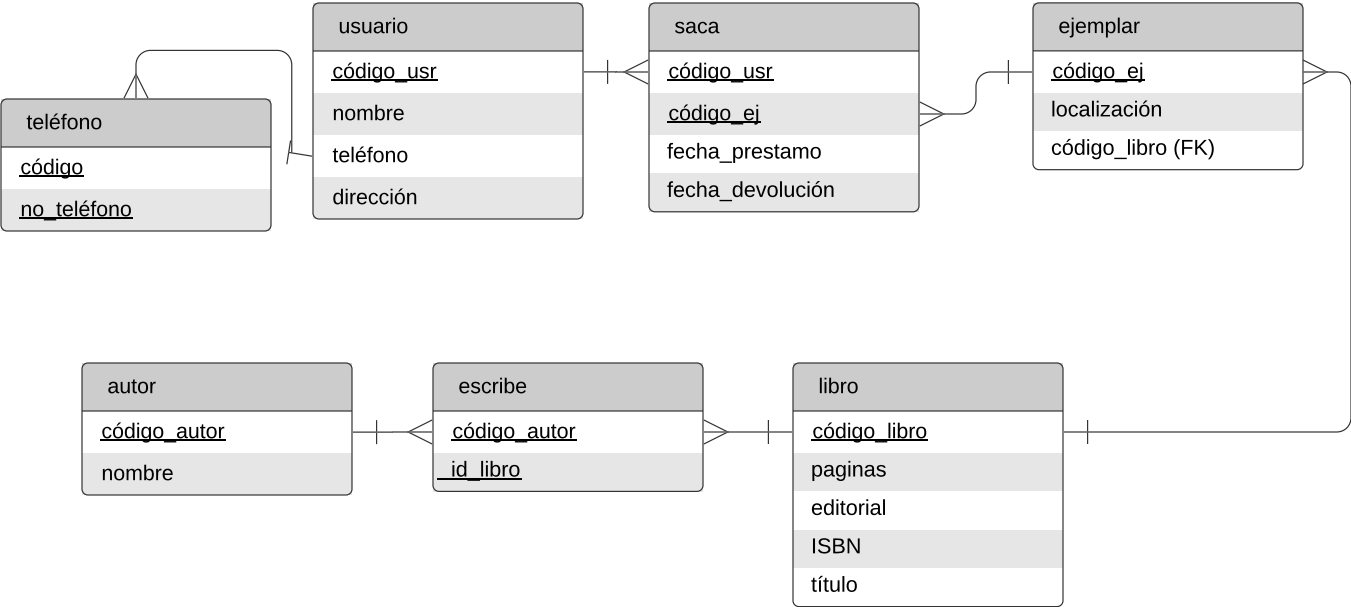 usuario
código_usr
nombre
teléfono
dirección
saca
código_usr
código_ej
fecha_prestamo
fecha_devolución
ejemplar
código_ej
localización
código_libro (FK)
teléfono
código
no_teléfono
autor
código_autor
nombre
escribe
código_autor
id_libro
libro
código_libro
paginas
editorial
ISBN
título